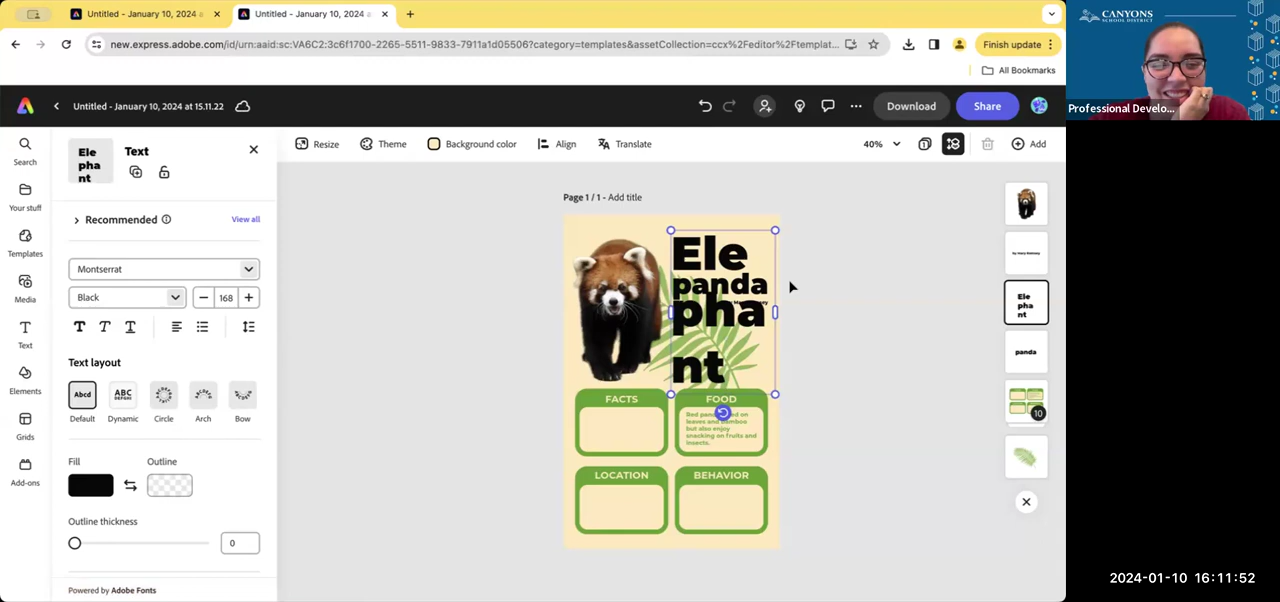 Untitled - January 10, 2024 a
Untitled - January 10, 2024 a
new.express.adobe.com/id/urn:aaid:sc:VA6C2:3c6f1700-2265-5511-9833-7911a1d05506?category=templates&assetCollection=ccx%2Feditor%2Ftemplat...
Finish update
All Bookmarks
Untitled - January 10, 2024 at 15.11.22
Download
Share
Search
Your stuff
Templates
Media
Text
Elements
Grids
Add-ons
Ele
pha
nt
Text
Recommended
View all
Montserrat
Black
168
T T T
Text layout
Abcd
ABC
DEFGHI
Default
Dynamic
Circle
Arch
Bow
Fill
Outline
Outline thickness
0
Powered by Adobe Fonts
Resize
Theme
Background color
Align
Translate
40%
Add
Page 1 / 1 - Add title
Ele
panda
pha
nt
FACTS
FOOD
leaves and bamboo
but also enjoy
snacking on fruits and
insects.
LOCATION
BEHAVIOR
Ele
pha
nt
panda
10
CANYONS
SCHOOL DISTRICT
Professional Develo...
2024-01-10 16:11:52